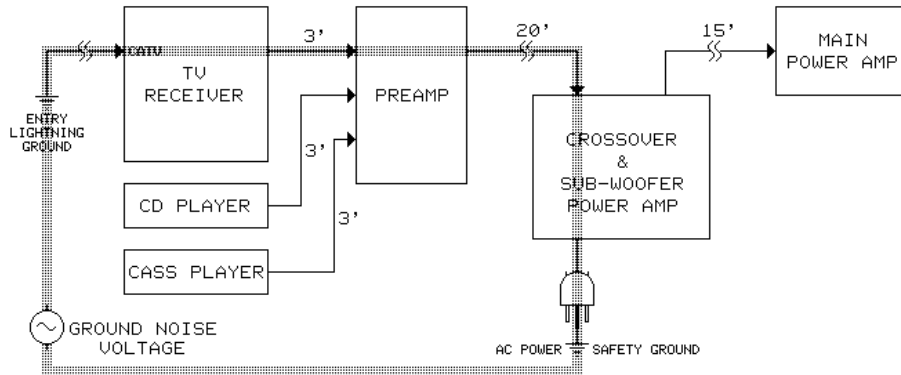 3' 20' 15'
CATV
TV
RECEIVER
PREAMP
MAIN
POWER AMP
ENTRY
LIGHTNING
GROUND
3'
CROSSOVER
&
SUB-WOOFER
POWER AMP
CD PLAYER
3'
CASS PLAYER
GROUND NOISE
VOLTAGE
AC POWER SAFETY GROUND